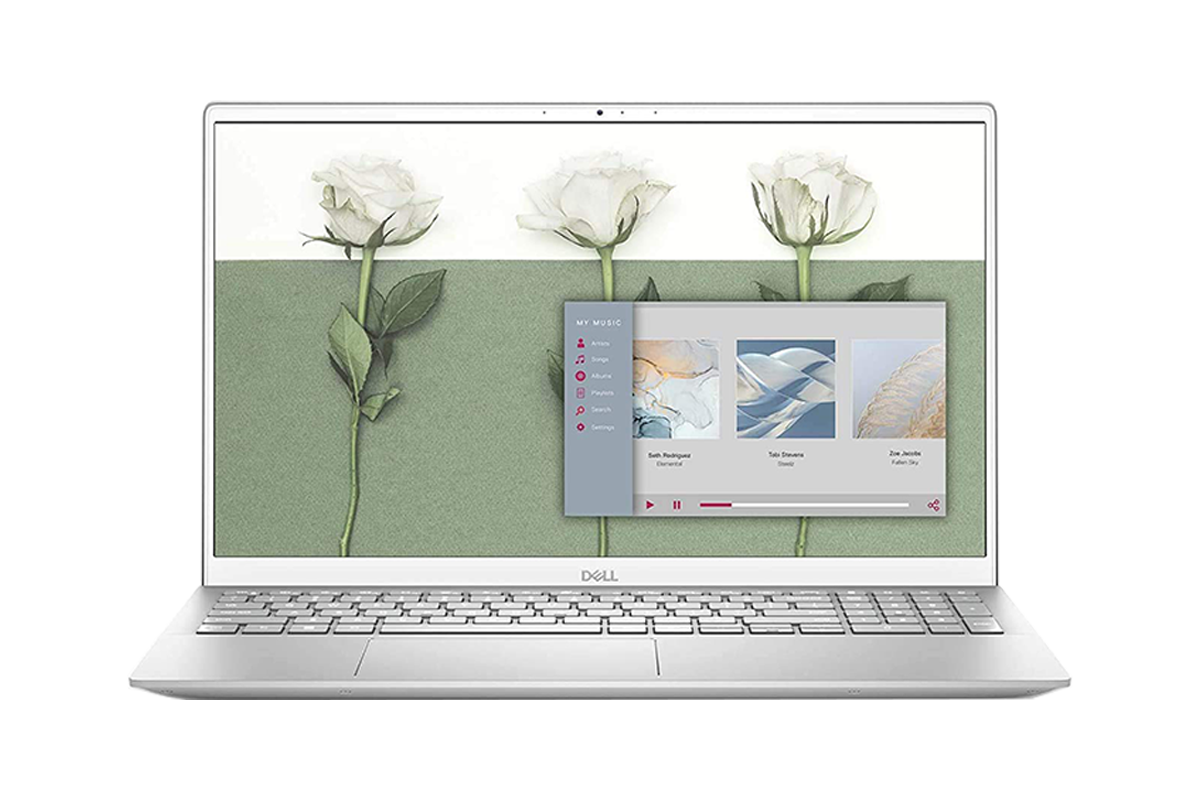 MY MUSIC
Artists
Songs
Albums
Playlists
Search
Settings
Seth Rodriguez
Elemental
Tobi Stevens
Steelz
Zoe Jacobs
Fallen Sky
DELL